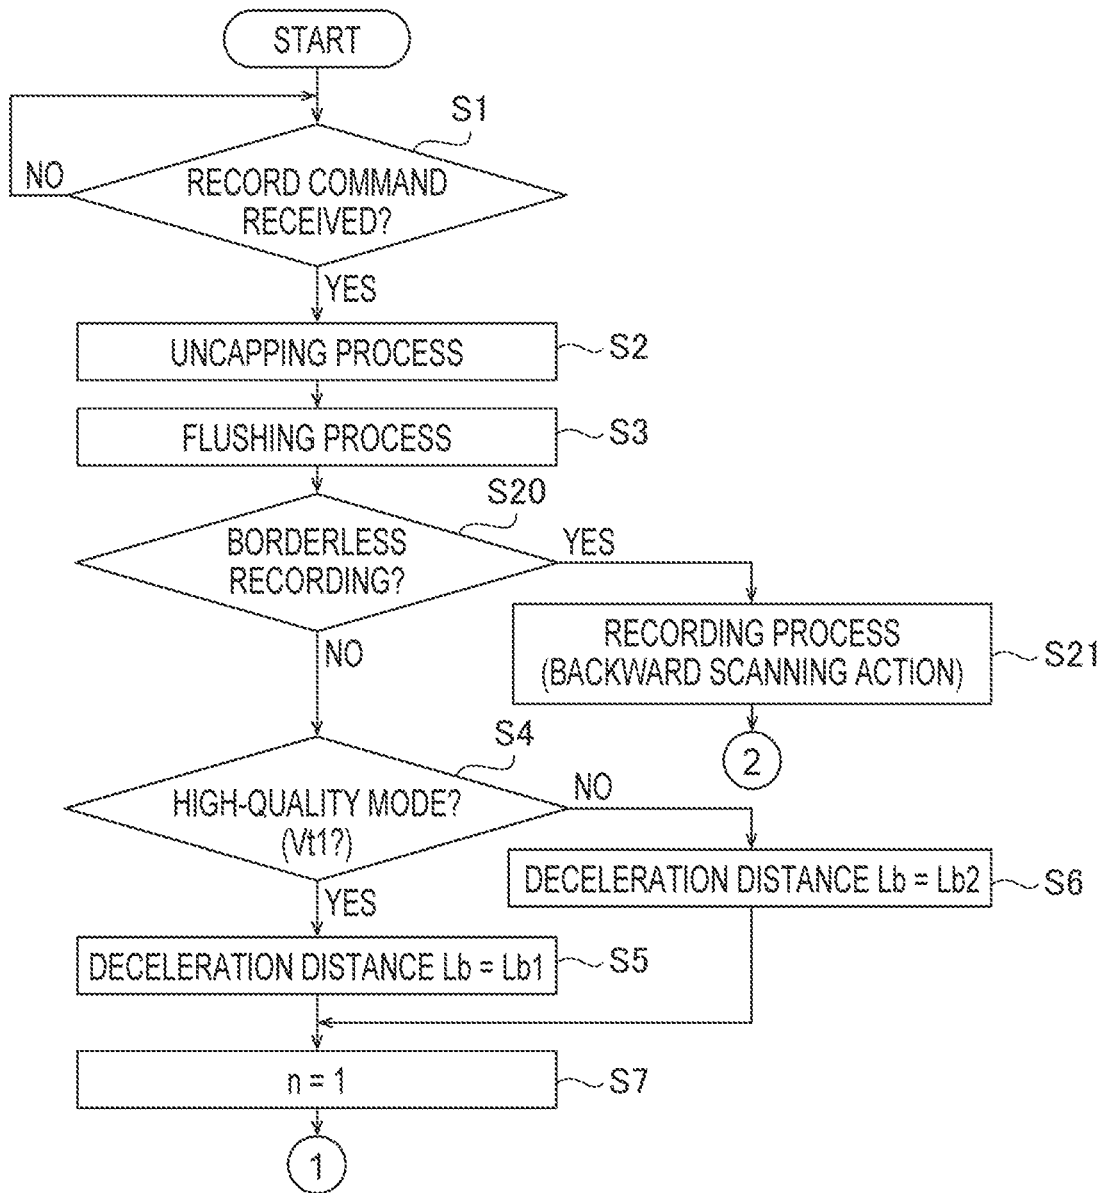 START
S1
NO
RECORD COMMAND
RECEIVED?
YES
UNCAPPING PROCESS
S2
FLUSHING PROCESS
S3
S20
BORDERLESS
RECORDING?
YES
NO
RECORDING PROCESS
(BACKWARD SCANNING ACTION)
S21
2
S4
HIGH-QUALITY MODE?
(Vt1?)
NO
YES
DECELERATION DISTANCE Lb = Lb2
S6
DECELERATION DISTANCE Lb = Lb1
S5
n = 1
S7
1